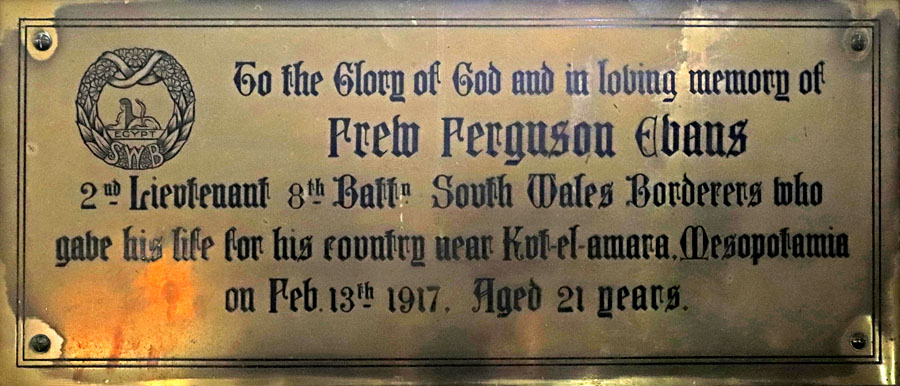 EGYPT
SWB
To the Glory of God and in loving memory of
Frew Ferguson Evans
2nd Lieutenant 8th Battn South Wales Borderers who
gave his life for his country near Kut-el-amara, Mesopotamia
on Feb. 13th 1917. Aged 21 years.